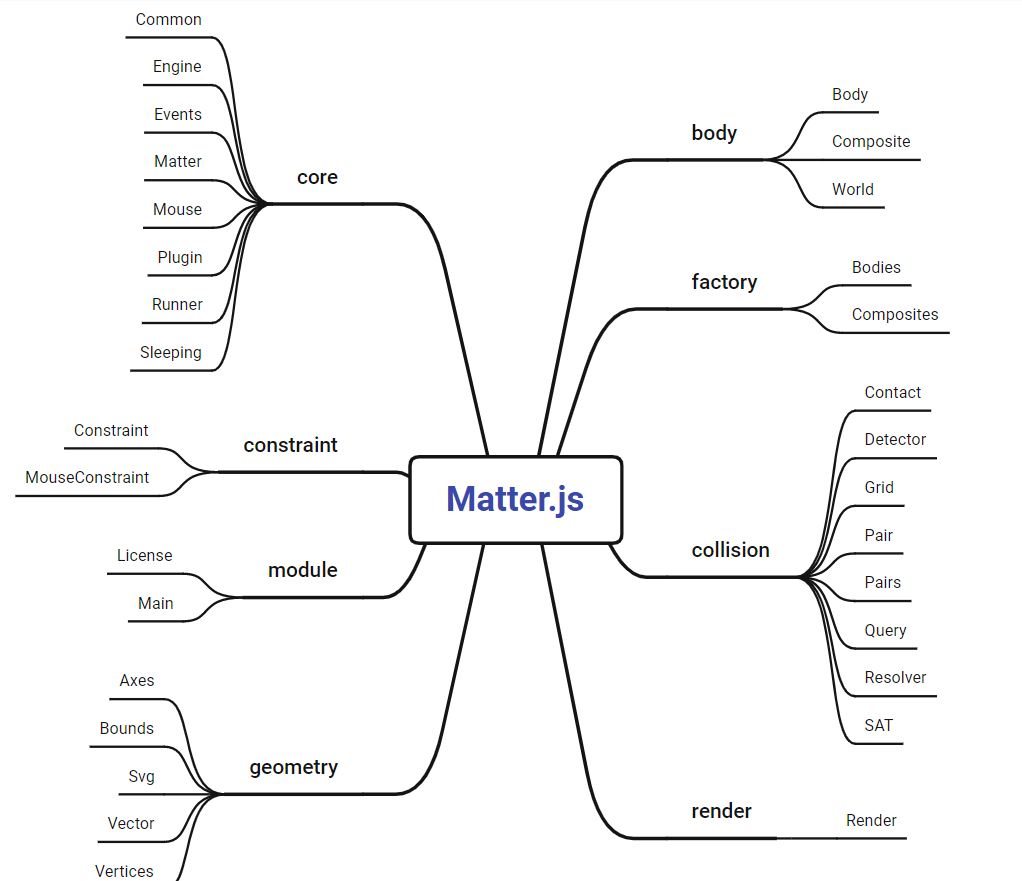 Matter.js
core
Common
Engine
Events
Matter
Mouse
Plugin
Runner
Sleeping
constraint
Constraint
MouseConstraint
module
License
Main
geometry
Axes
Bounds
Svg
Vector
Vertices
body
Body
Composite
World
factory
Bodies
Composites
collision
Contact
Detector
Grid
Pair
Pairs
Query
Resolver
SAT
render
Render